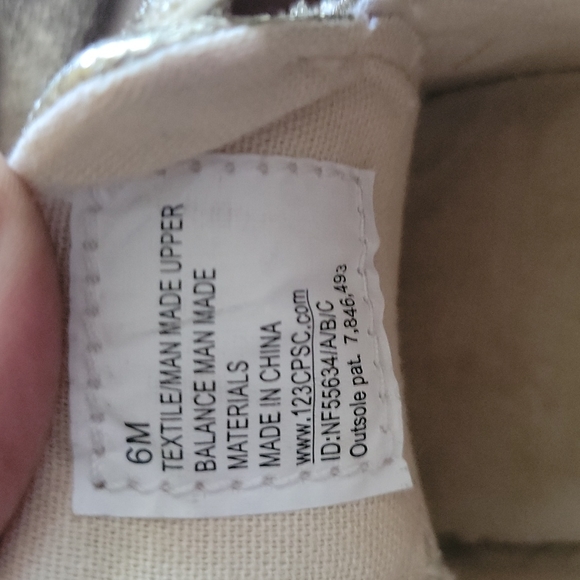 6M
TEXTILE/MAN MADE UPPER
BALANCE MAN MADE
MATERIALS
MADE IN CHINA
www.123CPSC.com
ID:NF55634/A/B/C
Outsole pat. 7,846,493